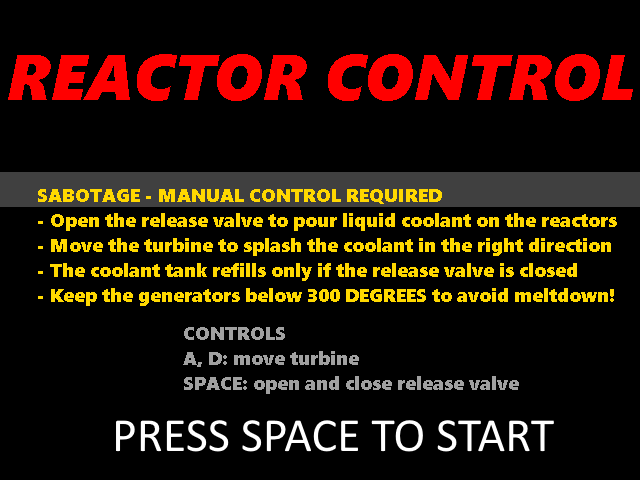 REACTOR CONTROL
SABOTAGE - MANUAL CONTROL REQUIRED
- Open the release valve to pour liquid coolant on the reactors
- Move the turbine to splash the coolant in the right direction
- The coolant tank refills only if the release valve is closed
- Keep the generators below 300 DEGREES to avoid meltdown!
CONTROLS
A, D: move turbine
SPACE: open and close release valve
PRESS SPACE TO START